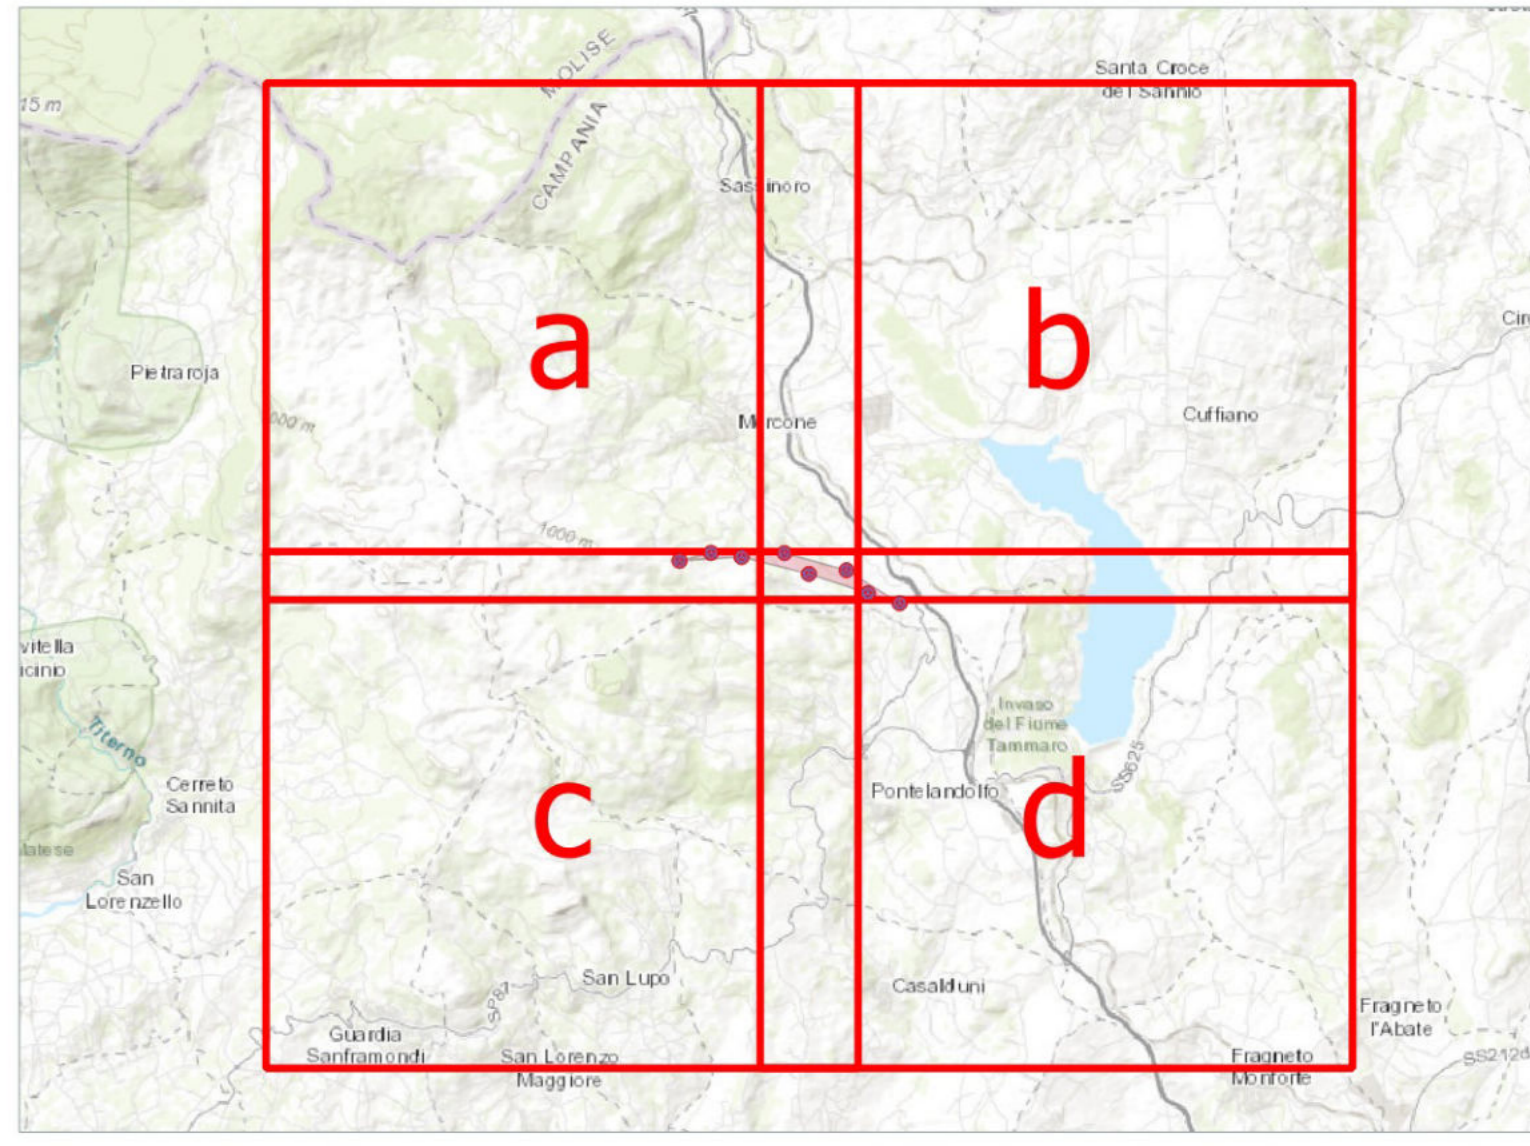 MOLISE
CAMPANIA
Santa Croce
del Sannio
15 m
Sassinoro
a
b
Pietraroja
Cuffiano
000 m
Morcone
1000 m
vitella
icinio
Titerno
Cerreto
Sannita
latese
San
Lorenzello
Invaso
del Fiume
Tammaro
SS625
Pontelandolfo
c
d
San Lupo
Casalduni
SP87
Guardia
Sanframondi
San Lorenzo
Maggiore
Fragneto
l'Abate
Fragneto
Monforte
SS212d